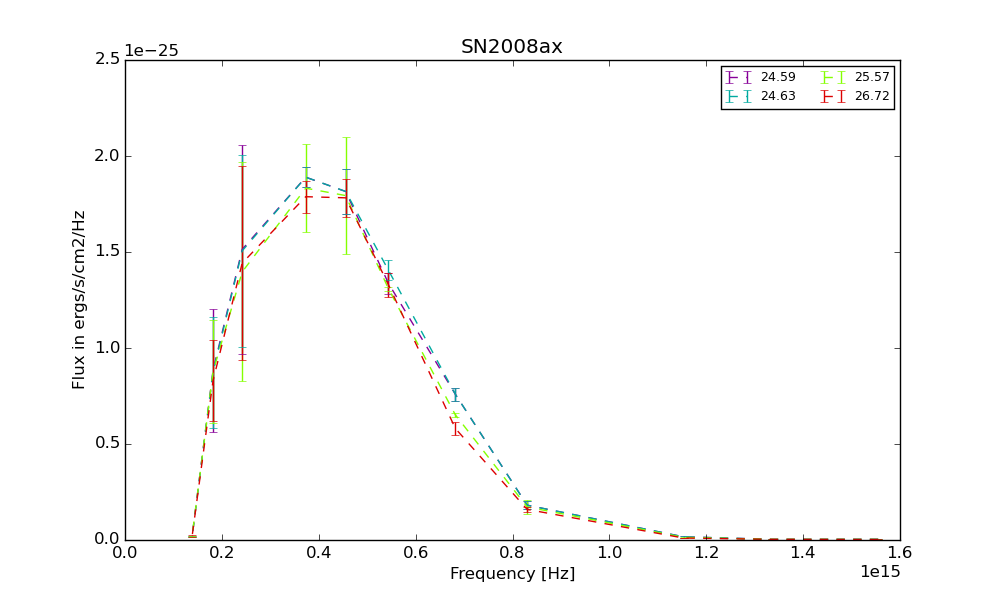 SN2008ax
1e−25
2.5
2.0
1.5
1.0
0.5
0.0
Flux in ergs/s/cm2/Hz
24.59 25.57
24.63 26.72
0.0 0.2 0.4 0.6 0.8 1.0 1.2 1.4 1.6
Frequency [Hz]
1e15